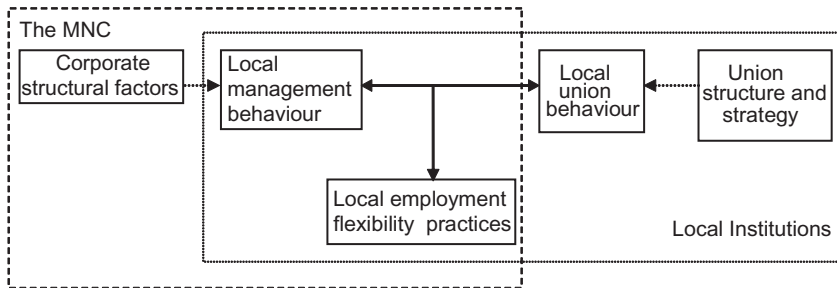 The MNC
Corporate
structural factors
Local
management
behaviour
Local
union
behaviour
Union
structure and
strategy
Local employment
flexibility practices
Local Institutions